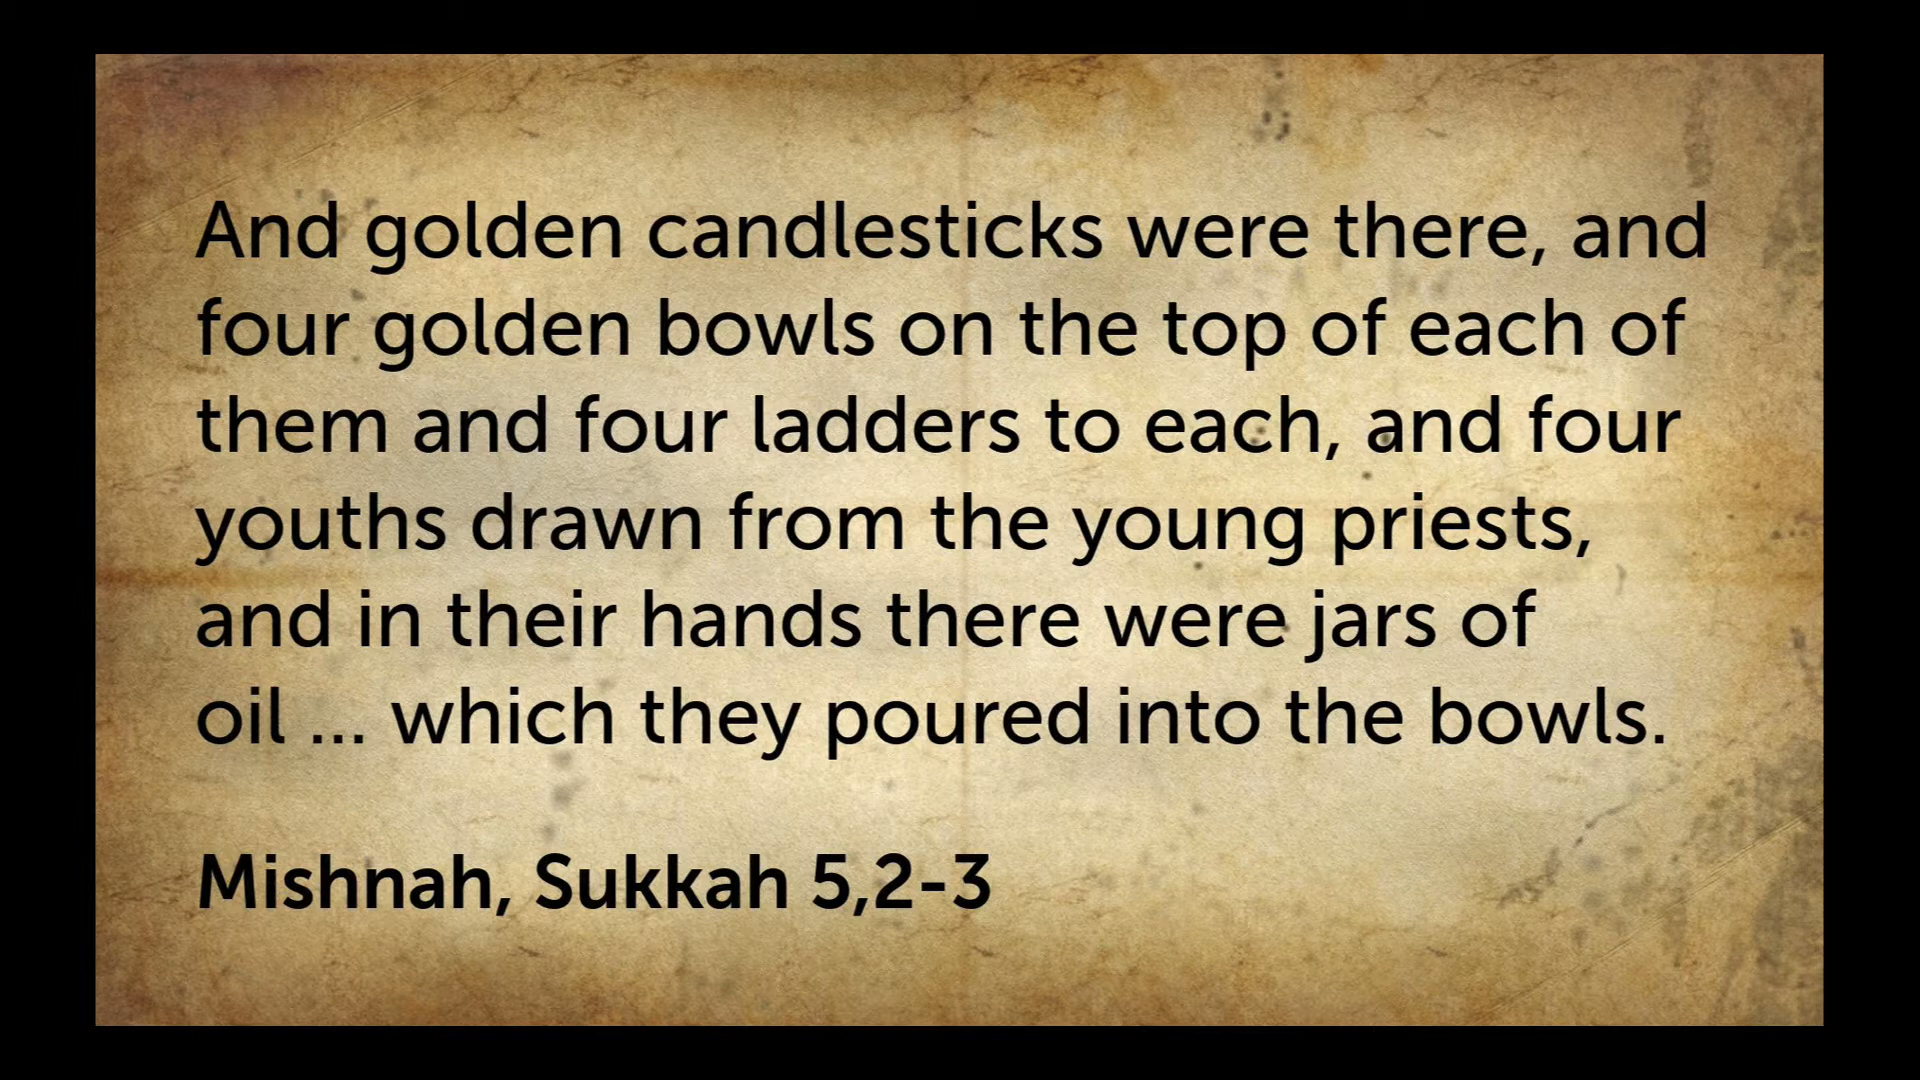 And golden candlesticks were there, and
four golden bowls on the top of each of
them and four ladders to each, and four
youths drawn from the young priests,
and in their hands there were jars of
oil ... which they poured into the bowls.
Mishnah, Sukkah 5,2-3